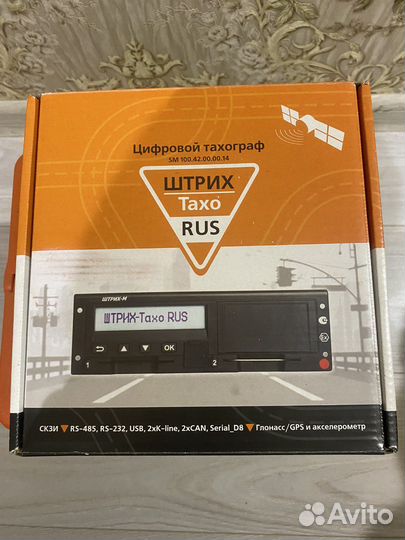 Цифровой тахограф
SM 100.42.00.00.14
ШТРИХ
Тахо
RUS
ШТРИХ-М
ШТРИХ-Тахо RUS
OK
1
2
СКЗИ ▼ RS-485, RS-232, USB, 2xK-line, 2xCAN, Serial_D8 ▼ Глонасс/GPS и акселерометр
Avito